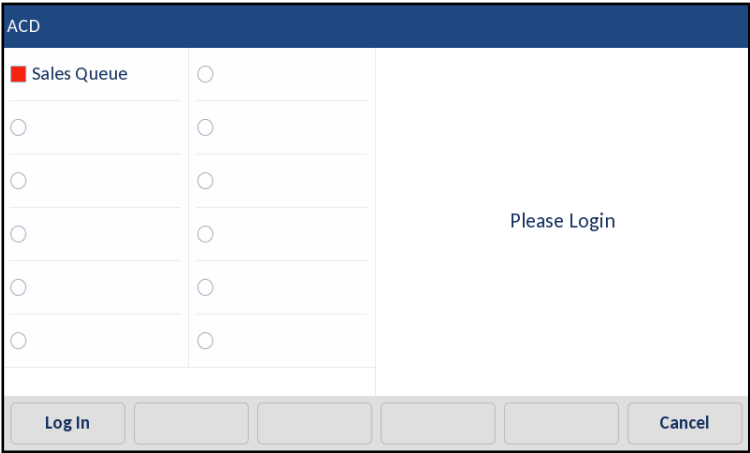 ACD
Sales Queue
Please Login
Log In
Cancel